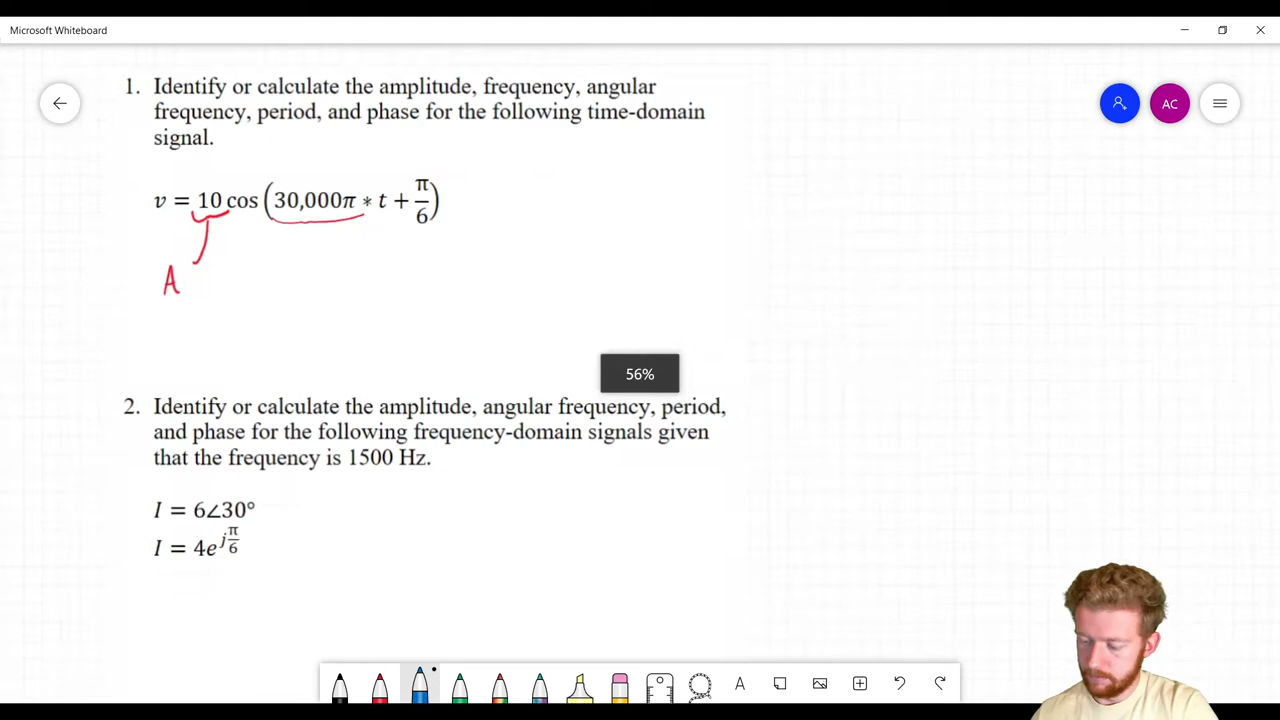 Microsoft Whiteboard
AC
1. Identify or calculate the amplitude, frequency, angular
frequency, period, and phase for the following time-domain
signal.
v = 10 cos (30,000π * t + π/6)
A
56%
2. Identify or calculate the amplitude, angular frequency, period,
and phase for the following frequency-domain signals given
that the frequency is 1500 Hz.
I = 6∠30°
I = 4e^{j π/6}
A